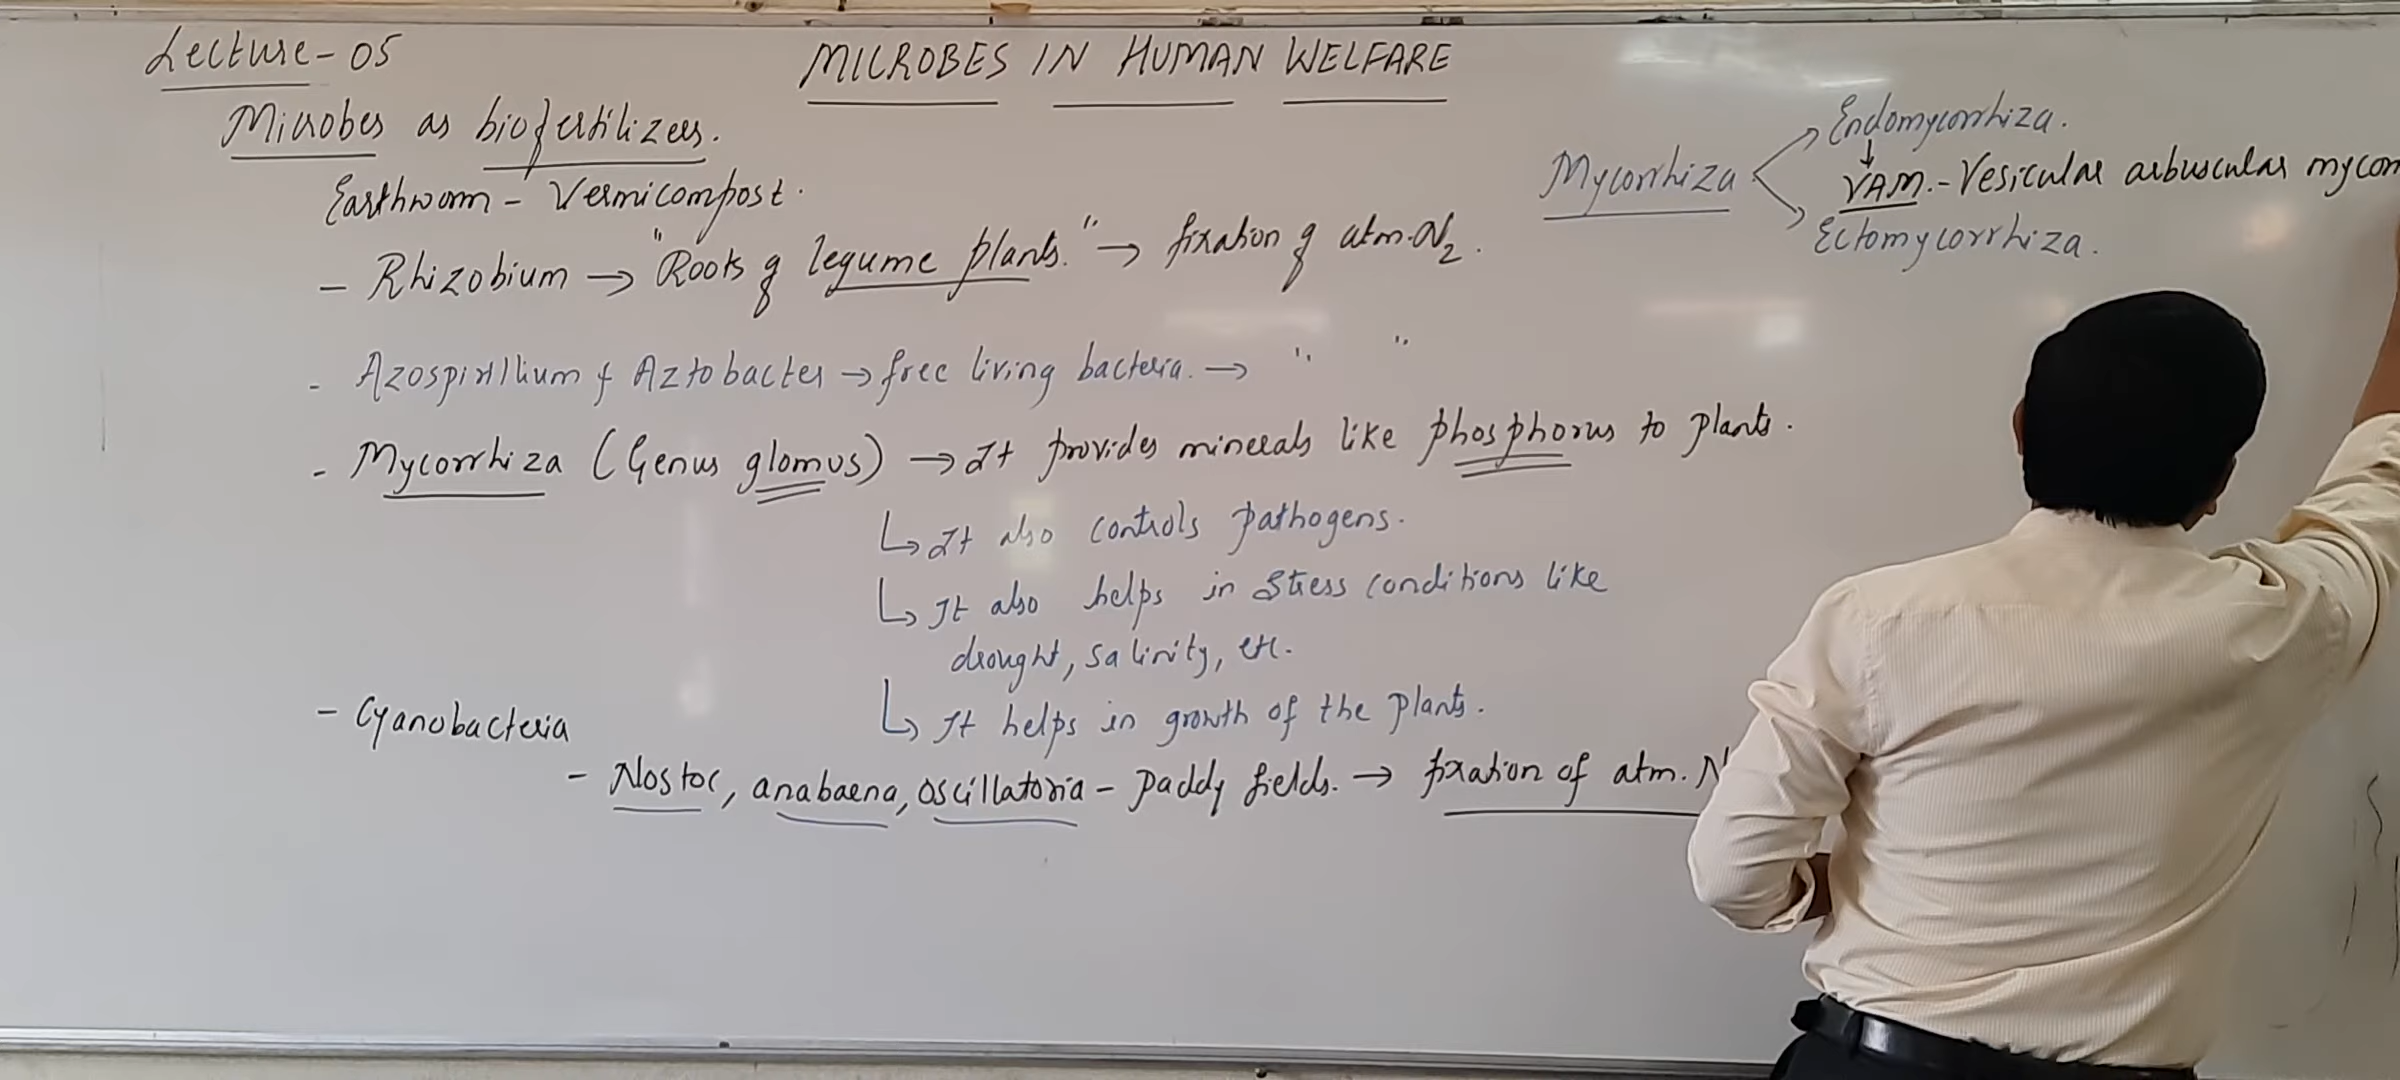 Lecture-05
MICROBES IN HUMAN WELFARE
Microbes as biofertilizers.
Earthworm - Vermicompost.
- Rhizobium → "Roots of legume plants." → fixation of atm. N2.
- Azospirillium & Aztobacter → free living bacteria. → " "
- Mycorrhiza (Genus glomus) → It provides minerals like phosphorus to plants.
↳ It also controls pathogens.
↳ It also helps in stress conditions like
drought, salinity, etc.
↳ It helps in growth of the plants.
- Cyanobacteria
- Nostoc, anabaena, oscillatoria - Paddy fields. → fixation of atm. N
Mycorrhiza
Endomycorrhiza.
↓
VAM. - Vesicular arbuscular mycorr
Ectomycorrhiza.